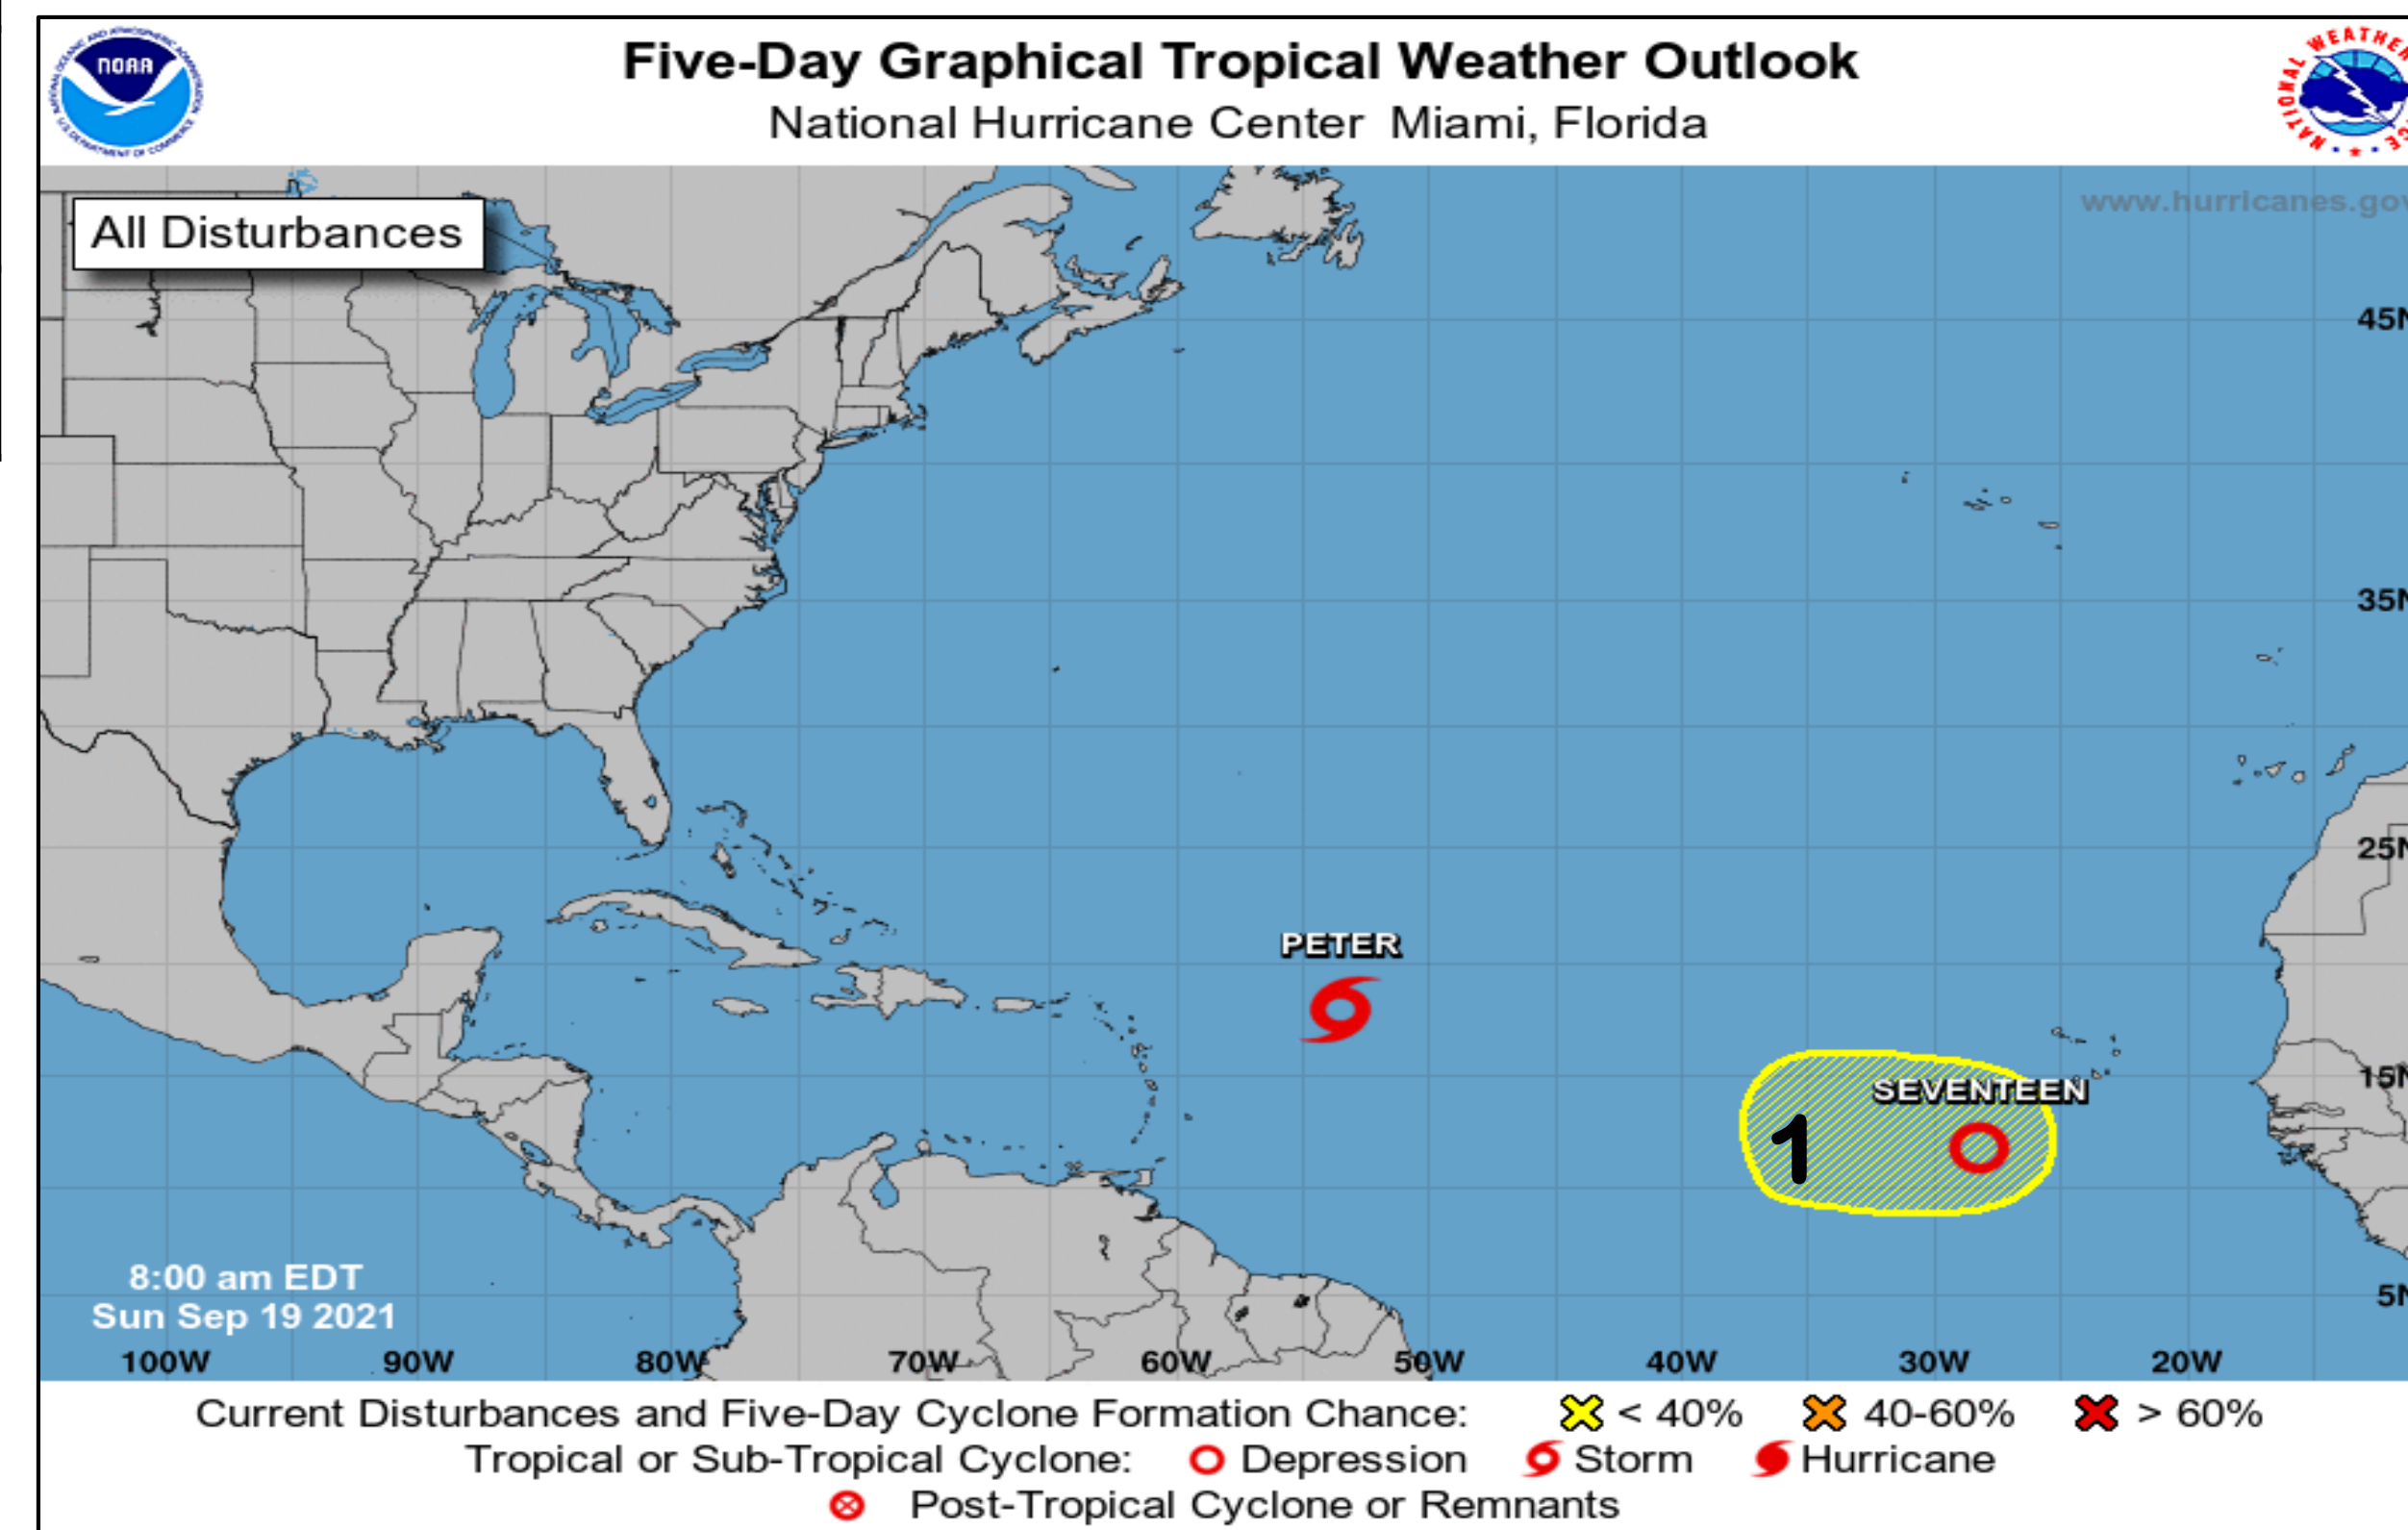 Five-Day Graphical Tropical Weather Outlook
National Hurricane Center Miami, Florida
NOAA
All Disturbances
www.hurricanes.gov
45N
35N
25N
PETER
SEVENTEEN
15N
1
5N
8:00 am EDT
Sun Sep 19 2021
100W 90W 80W 70W 60W 50W 40W 30W 20W
Current Disturbances and Five-Day Cyclone Formation Chance: < 40% 40-60% > 60%
Tropical or Sub-Tropical Cyclone: Depression Storm Hurricane
Post-Tropical Cyclone or Remnants